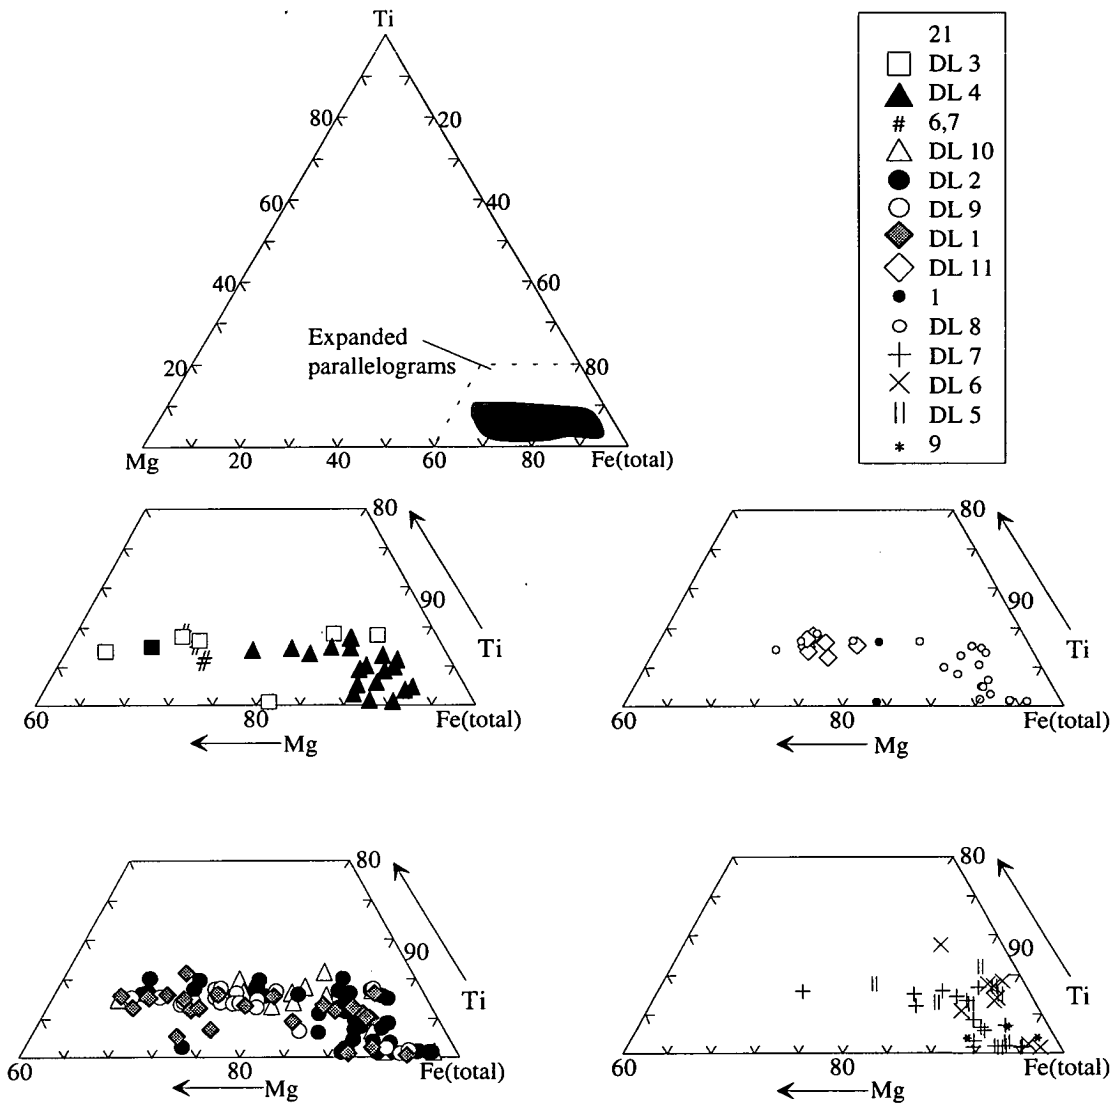 Ti
80
20
60
40
40
60
Expanded
parallelograms
20
80
Mg
20
40
60
80
Fe(total)
21
DL 3
DL 4
# 6,7
DL 10
DL 2
DL 9
DL 1
DL 11
1
DL 8
DL 7
DL 6
DL 5
* 9
80
90
Ti
60
80
Fe(total)
Mg
80
90
Ti
60
80
Fe(total)
Mg
80
90
Ti
60
80
Fe(total)
Mg
80
90
Ti
60
80
Fe(total)
Mg